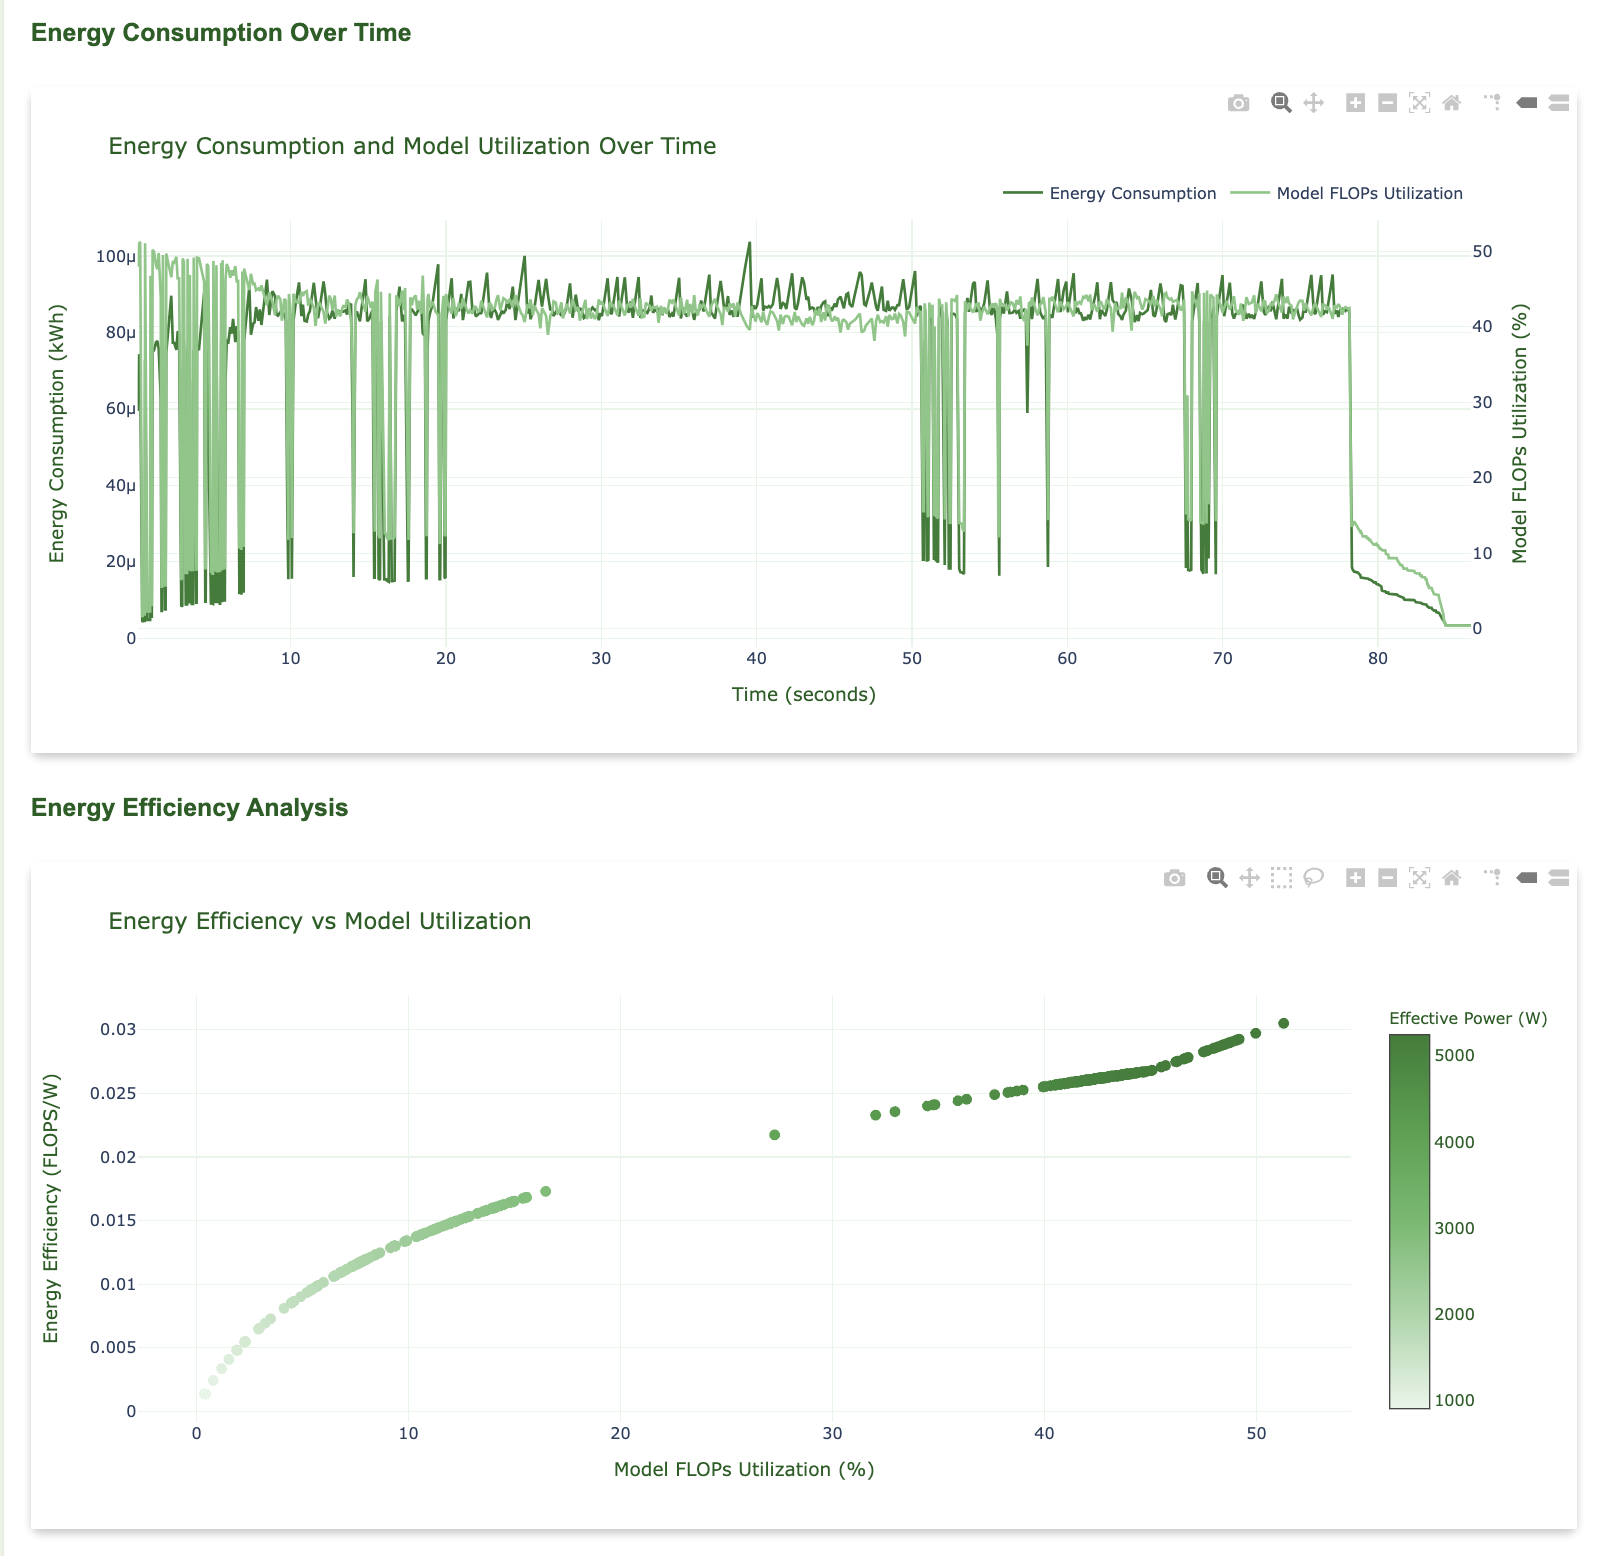 Energy Consumption Over Time
Energy Consumption and Model Utilization Over Time
Energy Consumption
Model FLOPs Utilization
100μ
80μ
60μ
40μ
20μ
0
Energy Consumption (kWh)
50
40
30
20
10
0
Model FLOPs Utilization (%)
10 20 30 40 50 60 70 80
Time (seconds)
Energy Efficiency Analysis
Energy Efficiency vs Model Utilization
0.03
0.025
0.02
0.015
0.01
0.005
0
Energy Efficiency (FLOPS/W)
Effective Power (W)
5000
4000
3000
2000
1000
0 10 20 30 40 50
Model FLOPs Utilization (%)